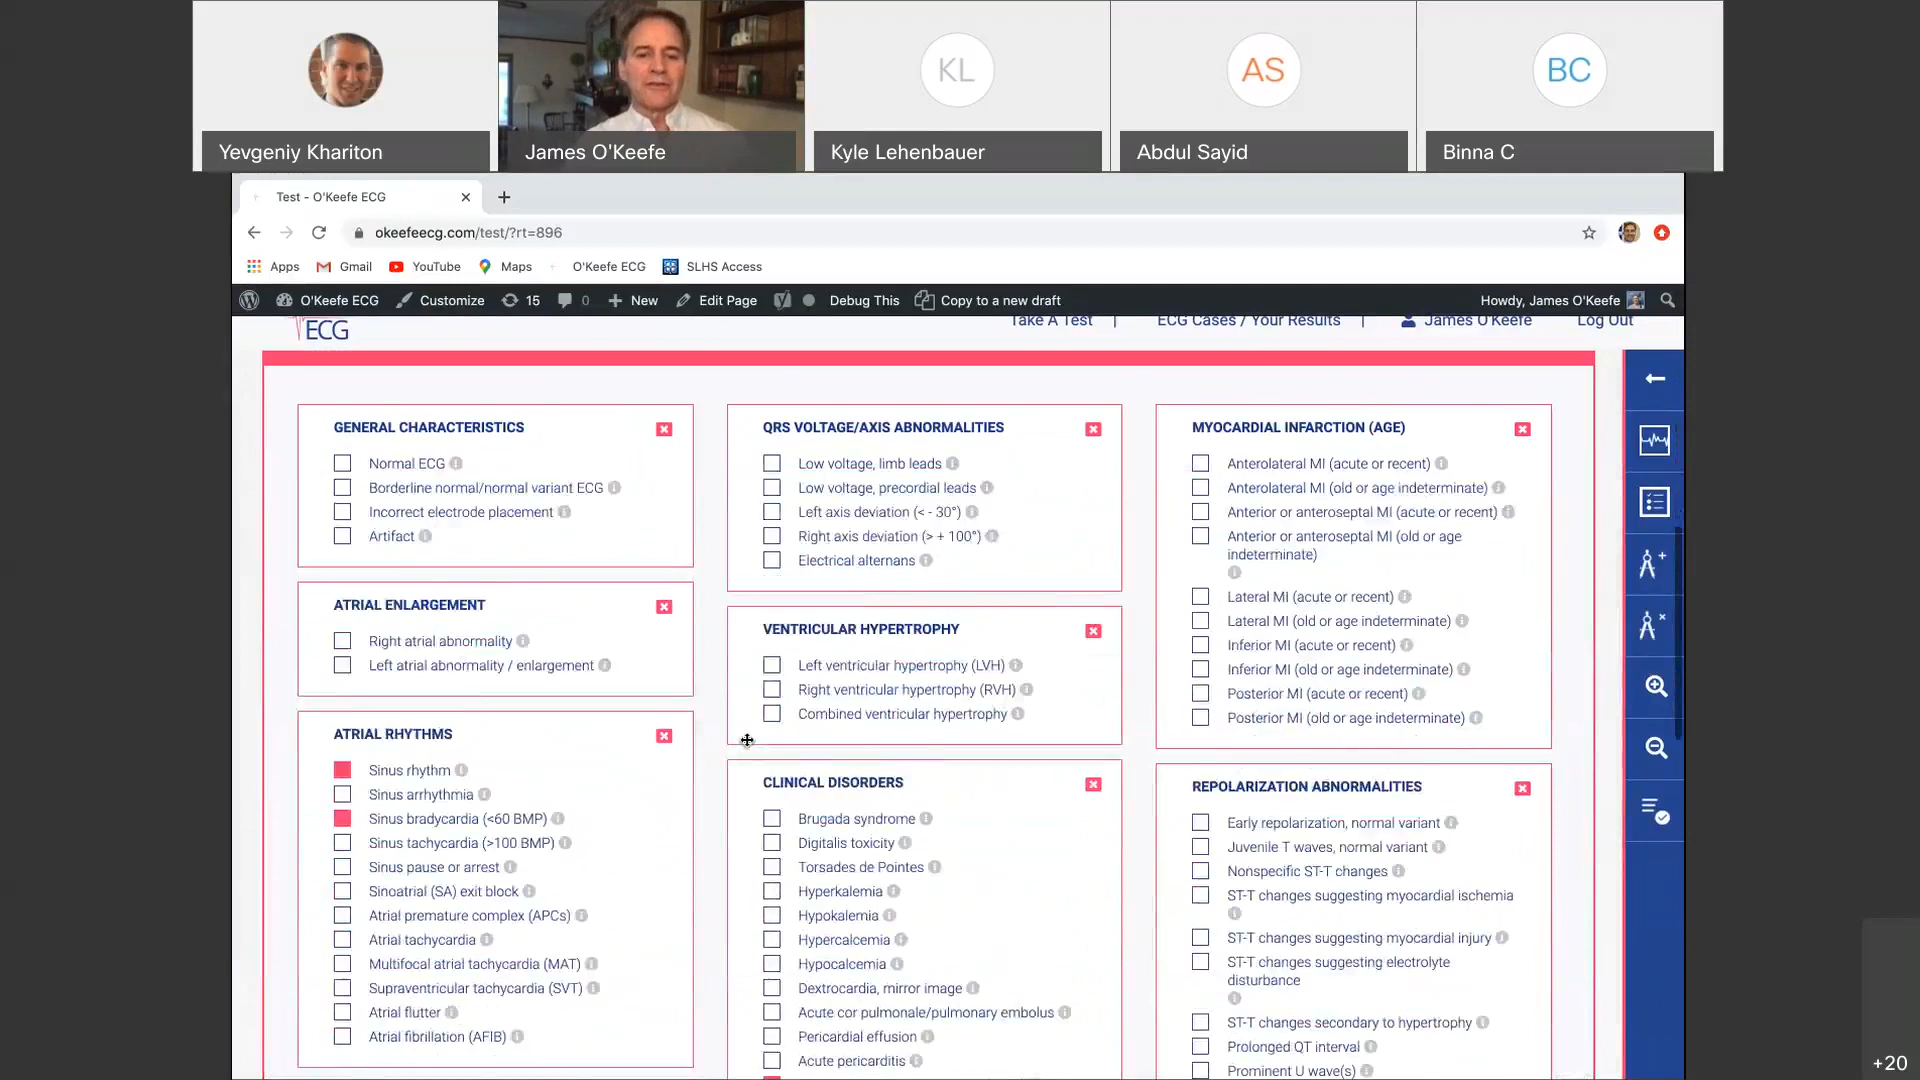 KL
AS
BC
Yevgeniy Khariton
James O'Keefe
Kyle Lehenbauer
Abdul Sayid
Binna C
Test - O'Keefe ECG
okeefeecg.com/test/?rt=896
Apps
Gmail
YouTube
Maps
O'Keefe ECG
SLHS Access
O'Keefe ECG
Customize
15
0
New
Edit Page
Debug This
Copy to a new draft
Howdy, James O'Keefe
ECG
Take A Test |
ECG Cases / Your Results |
James O'Keefe
Log Out
GENERAL CHARACTERISTICS
Normal ECG
Borderline normal/normal variant ECG
Incorrect electrode placement
Artifact
ATRIAL ENLARGEMENT
Right atrial abnormality
Left atrial abnormality / enlargement
ATRIAL RHYTHMS
Sinus rhythm
Sinus arrhythmia
Sinus bradycardia (<60 BMP)
Sinus tachycardia (>100 BMP)
Sinus pause or arrest
Sinoatrial (SA) exit block
Atrial premature complex (APCs)
Atrial tachycardia
Multifocal atrial tachycardia (MAT)
Supraventricular tachycardia (SVT)
Atrial flutter
Atrial fibrillation (AFIB)
QRS VOLTAGE/AXIS ABNORMALITIES
Low voltage, limb leads
Low voltage, precordial leads
Left axis deviation (< - 30°)
Right axis deviation (> + 100°)
Electrical alternans
VENTRICULAR HYPERTROPHY
Left ventricular hypertrophy (LVH)
Right ventricular hypertrophy (RVH)
Combined ventricular hypertrophy
CLINICAL DISORDERS
Brugada syndrome
Digitalis toxicity
Torsades de Pointes
Hyperkalemia
Hypokalemia
Hypercalcemia
Hypocalcemia
Dextrocardia, mirror image
Acute cor pulmonale/pulmonary embolus
Pericardial effusion
Acute pericarditis
MYOCARDIAL INFARCTION (AGE)
Anterolateral MI (acute or recent)
Anterolateral MI (old or age indeterminate)
Anterior or anteroseptal MI (acute or recent)
Anterior or anteroseptal MI (old or age
indeterminate)
Lateral MI (acute or recent)
Lateral MI (old or age indeterminate)
Inferior MI (acute or recent)
Inferior MI (old or age indeterminate)
Posterior MI (acute or recent)
Posterior MI (old or age indeterminate)
REPOLARIZATION ABNORMALITIES
Early repolarization, normal variant
Juvenile T waves, normal variant
Nonspecific ST-T changes
ST-T changes suggesting myocardial ischemia
ST-T changes suggesting myocardial injury
ST-T changes suggesting electrolyte
disturbance
ST-T changes secondary to hypertrophy
Prolonged QT interval
Prominent U wave(s)
+20